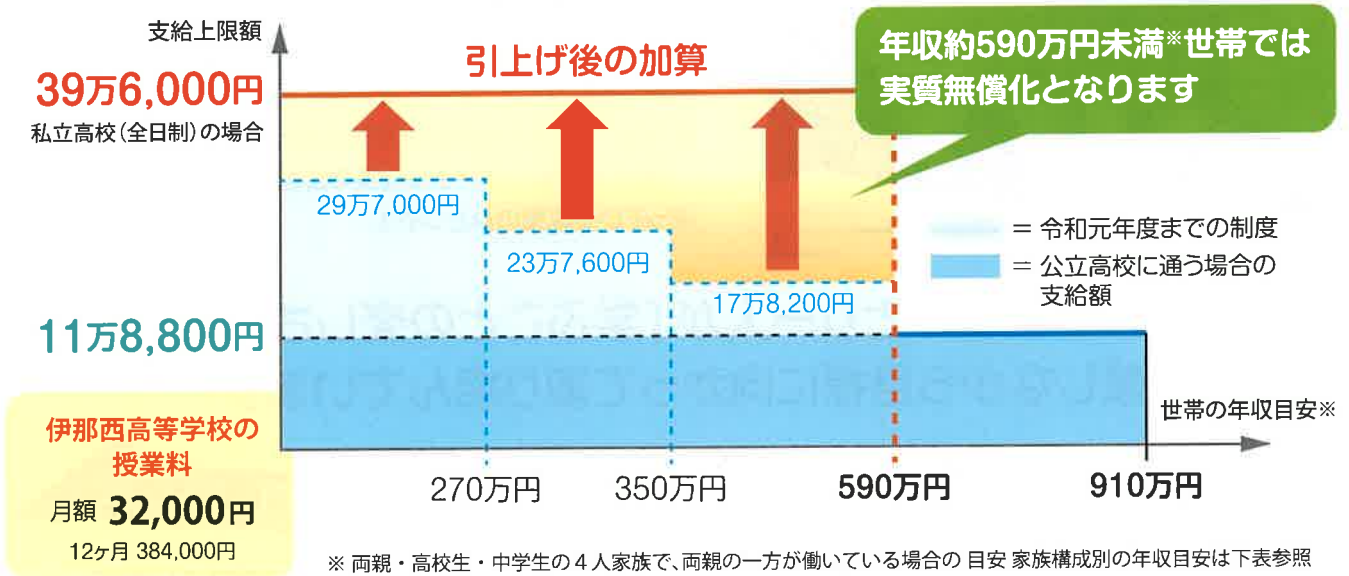 支給上限額
39万6,000円
私立高校(全日制)の場合
引上げ後の加算
年収約590万円未満※世帯では
実質無償化となります
29万7,000円
23万7,600円
17万8,200円
= 令和元年度までの制度
= 公立高校に通う場合の
支給額
11万8,800円
世帯の年収目安※
270万円
350万円
590万円
910万円
伊那西高等学校の
授業料
月額 32,000円
12ヶ月 384,000円
※ 両親・高校生・中学生の4人家族で、両親の一方が働いている場合の 目安 家族構成別の年収目安は下表参照